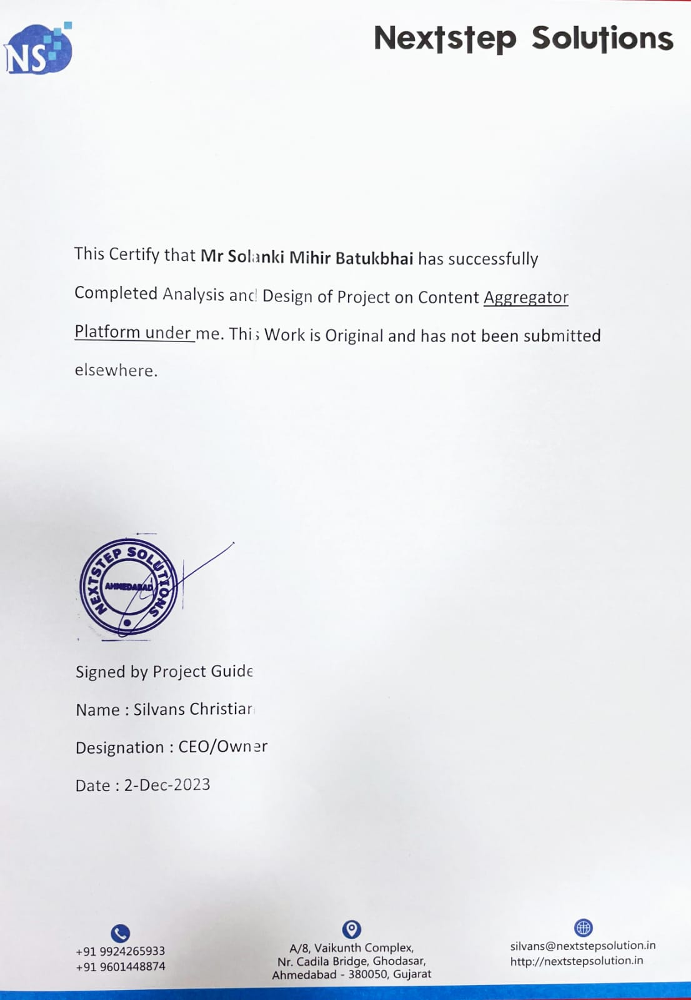 NS
Nextstep Solutions
This Certify that Mr Solanki Mihir Batukbhai has successfully
Completed Analysis and Design of Project on Content Aggregator
Platform under me. This Work is Original and has not been submitted
elsewhere.
NEXTSTEP SOLUTIONS
AHMEDABAD
Signed by Project Guide
Name : Silvans Christian
Designation : CEO/Owner
Date : 2-Dec-2023
+91 9924265933
+91 9601448874
A/8, Vaikunth Complex,
Nr. Cadila Bridge, Ghodasar,
Ahmedabad - 380050, Gujarat
silvans@nextstepsolution.in
http://nextstepsolution.in